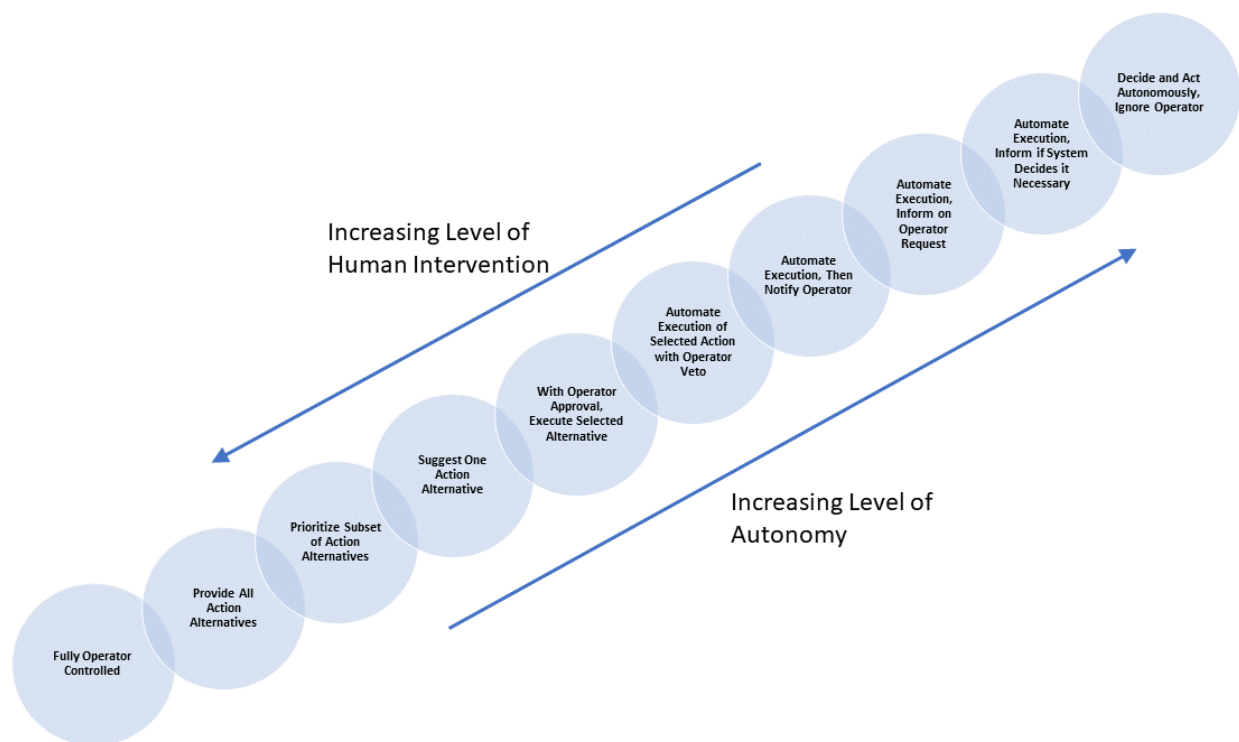 Decide and Act
Autonomously,
Ignore Operator
Automate
Execution,
Inform if System
Decides it
Necessary
Automate
Execution,
Inform on
Operator
Request
Increasing Level of
Human Intervention
Automate
Execution, Then
Notify Operator
Automate
Execution of
Selected Action
with Operator
Veto
With Operator
Approval,
Execute Selected
Alternative
Suggest One
Action
Alternative
Increasing Level of
Autonomy
Prioritize Subset
of Action
Alternatives
Provide All
Action
Alternatives
Fully Operator
Controlled